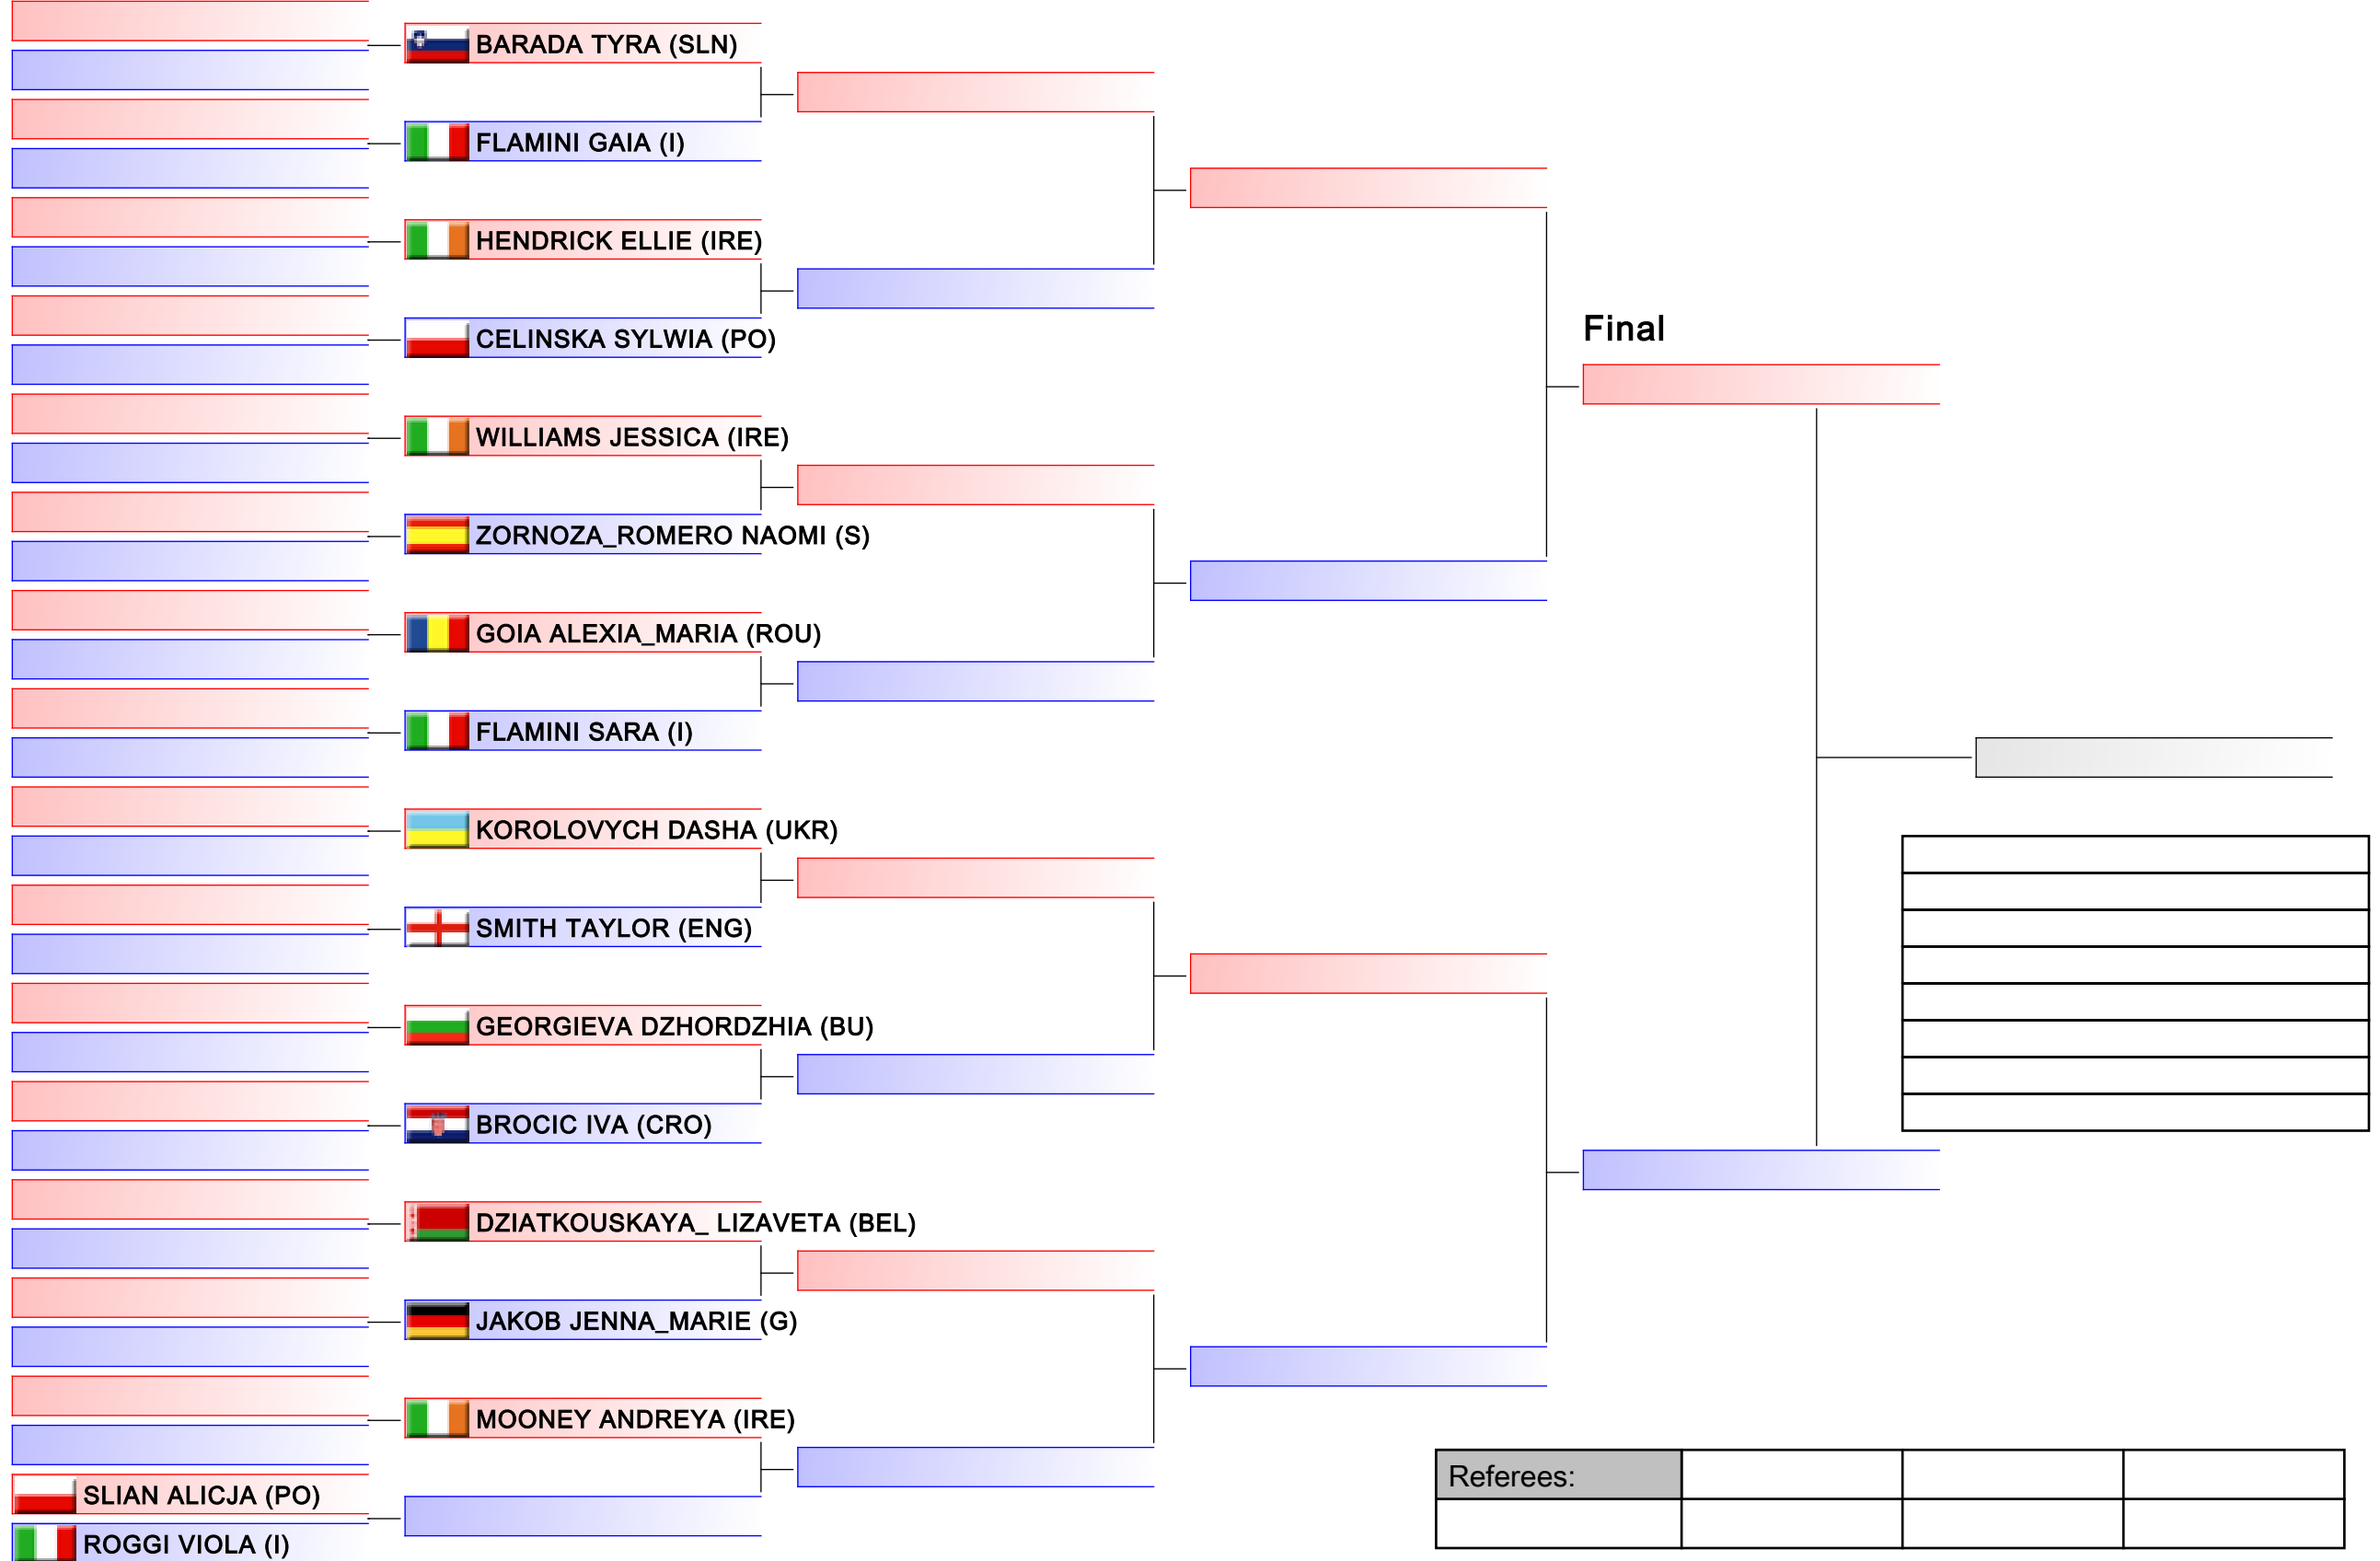 BARADA TYRA (SLN)
FLAMINI GAIA (I)
HENDRICK ELLIE (IRE)
CELINSKA SYLWIA (PO)
Final
WILLIAMS JESSICA (IRE)
ZORNOZA_ROMERO NAOMI (S)
GOIA ALEXIA_MARIA (ROU)
FLAMINI SARA (I)
KOROLOVYCH DASHA (UKR)
SMITH TAYLOR (ENG)
GEORGIEVA DZHORDZHIA (BU)
BROCIC IVA (CRO)
DZIATKOUSKAYA_ LIZAVETA (BEL)
JAKOB JENNA_MARIE (G)
MOONEY ANDREYA (IRE)
Referees:
SLIAN ALICJA (PO)
ROGGI VIOLA (I)